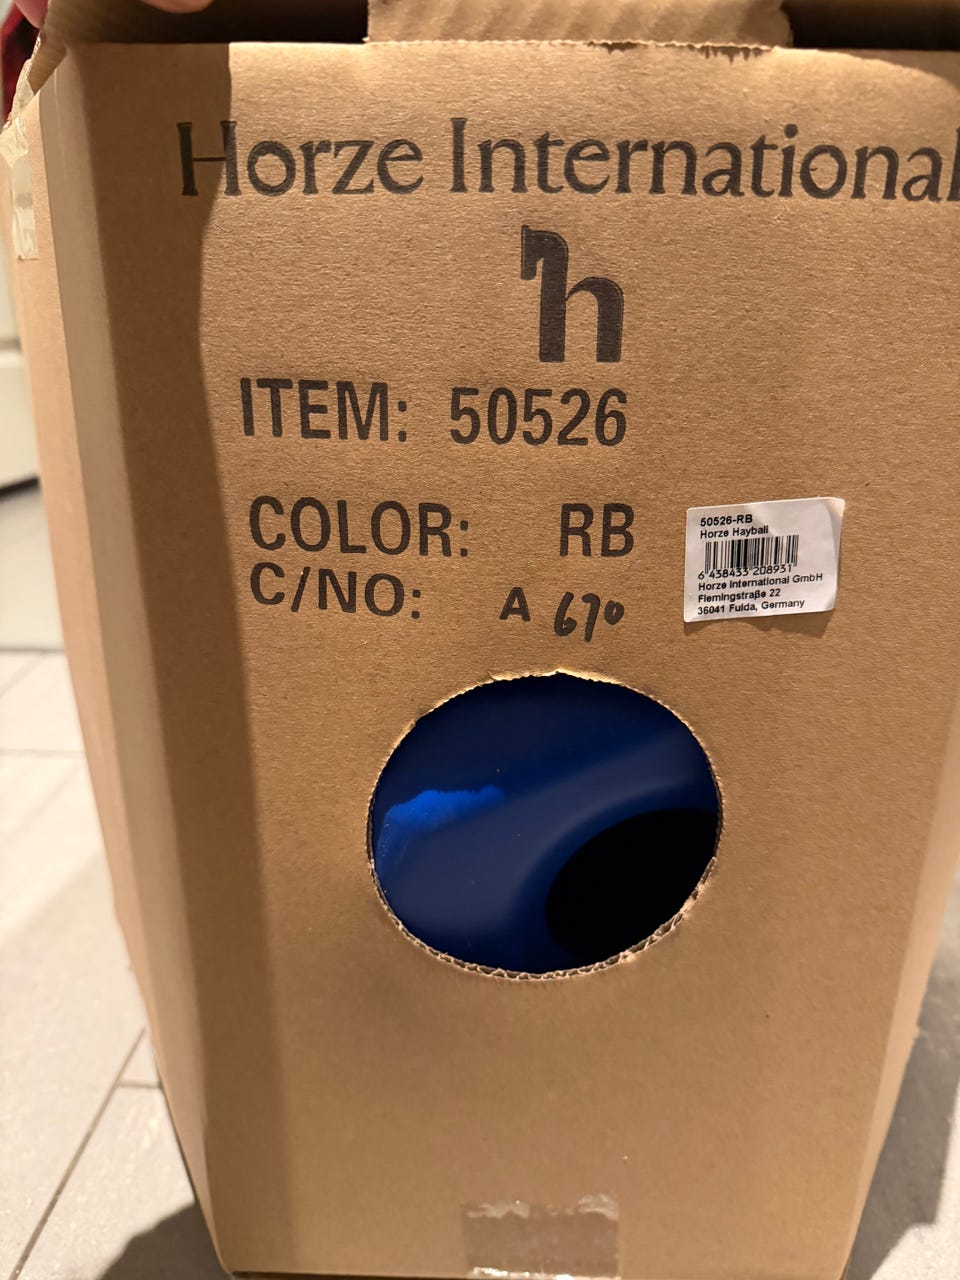 Horze International
h
ITEM: 50526
COLOR: RB
C/NO: A 670
50526-RB
Horze Hayball
6 438433 208931
Horze International GmbH
Flemingstraße 22
36041 Fulda, Germany